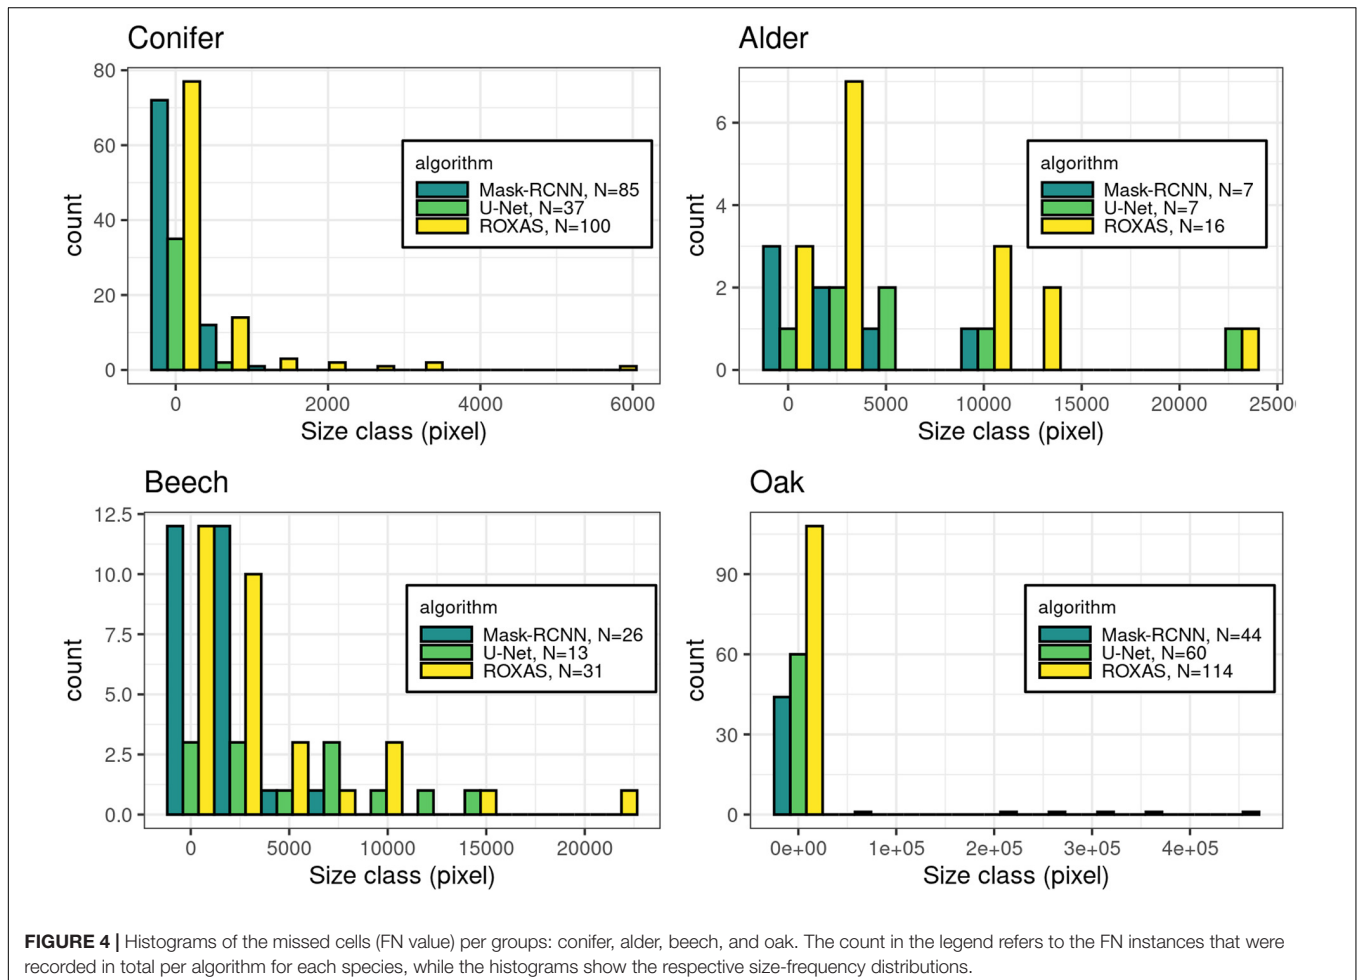 Conifer
80
60
40
20
0
count
algorithm
Mask-RCNN, N=85
U-Net, N=37
ROXAS, N=100
0 2000 4000 6000
Size class (pixel)
Alder
6
4
2
0
count
algorithm
Mask-RCNN, N=7
U-Net, N=7
ROXAS, N=16
0 5000 10000 15000 20000 25000
Size class (pixel)
Beech
12.5
10.0
7.5
5.0
2.5
0.0
count
algorithm
Mask-RCNN, N=26
U-Net, N=13
ROXAS, N=31
0 5000 10000 15000 20000
Size class (pixel)
Oak
90
60
30
0
count
algorithm
Mask-RCNN, N=44
U-Net, N=60
ROXAS, N=114
0e+00 1e+05 2e+05 3e+05 4e+05
Size class (pixel)
FIGURE 4 | Histograms of the missed cells (FN value) per groups: conifer, alder, beech, and oak. The count in the legend refers to the FN instances that were
recorded in total per algorithm for each species, while the histograms show the respective size-frequency distributions.